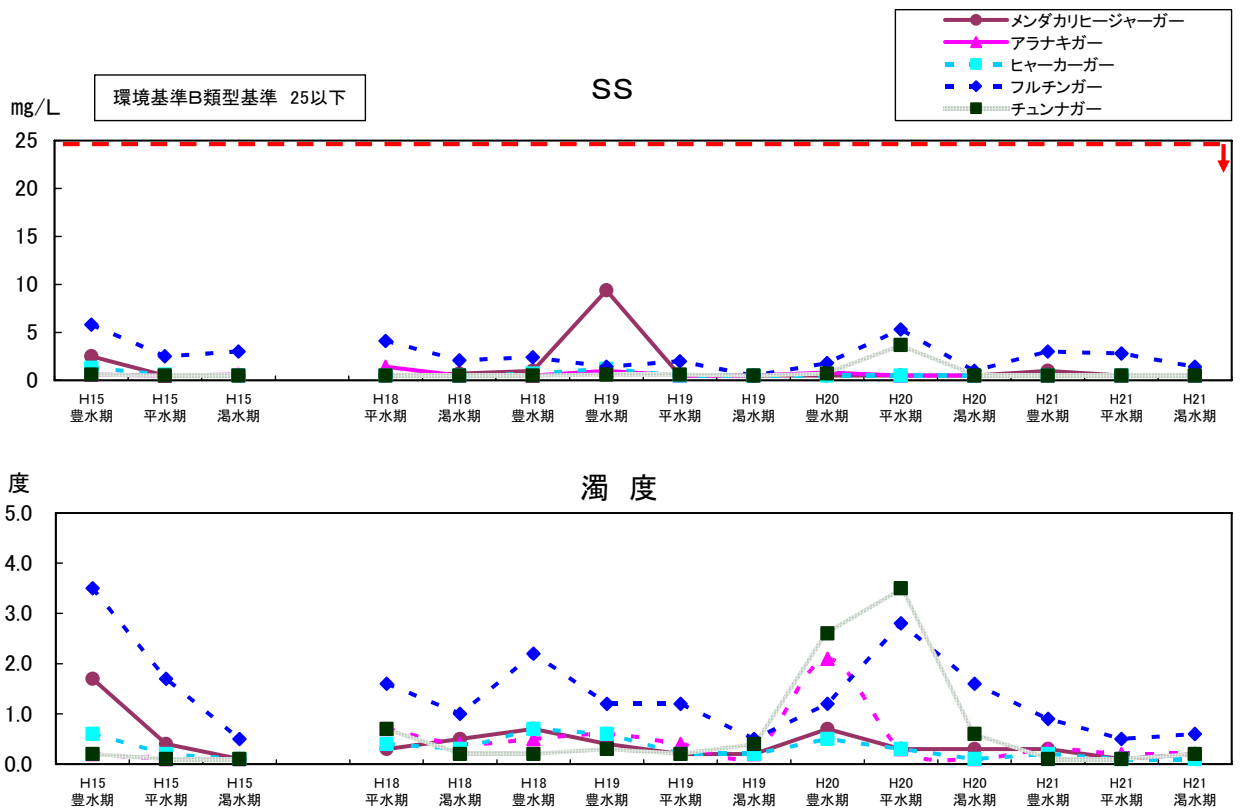 メンダカリヒージャーガー
アラナキガー
ヒャーカーガー
フルチンガー
チュンナガー
環境基準B類型基準 25以下
SS
mg/L
25
20
15
10
5
0
H15 H15 H15 H18 H18 H18 H19 H19 H19 H20 H20 H20 H21 H21 H21
豊水期 平水期 渇水期 平水期 渇水期 豊水期 豊水期 平水期 渇水期 豊水期 平水期 渇水期 豊水期 平水期 渇水期
度
濁 度
5.0
4.0
3.0
2.0
1.0
0.0
H15 H15 H15 H18 H18 H18 H19 H19 H19 H20 H20 H20 H21 H21 H21
豊水期 平水期 渇水期 平水期 渇水期 豊水期 豊水期 平水期 渇水期 豊水期 平水期 渇水期 豊水期 平水期 渇水期